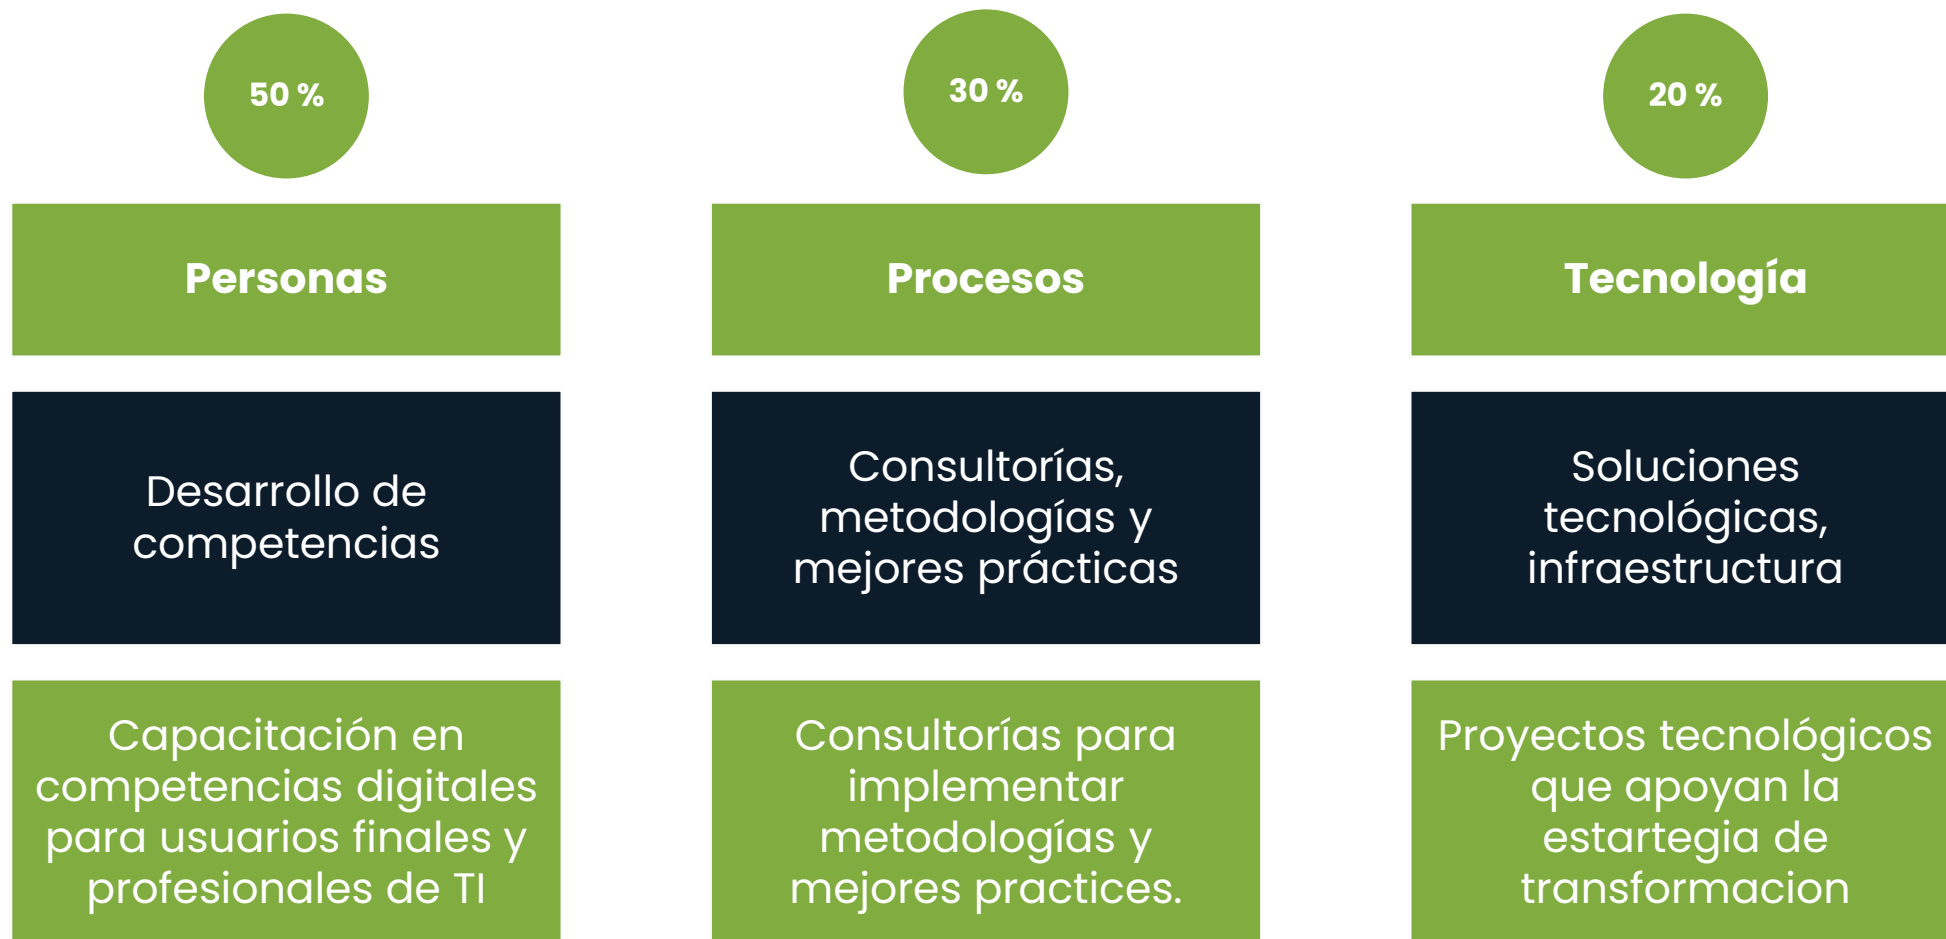 50 %
Personas
Desarrollo de
competencias
Capacitación en
competencias digitales
para usuarios finales y
profesionales de TI
30 %
Procesos
Consultorías,
metodologías y
mejores prácticas
Consultorías para
implementar
metodologías y
mejores practices.
20 %
Tecnología
Soluciones
tecnológicas,
infraestructura
Proyectos tecnológicos
que apoyan la
estartegia de
transformacion